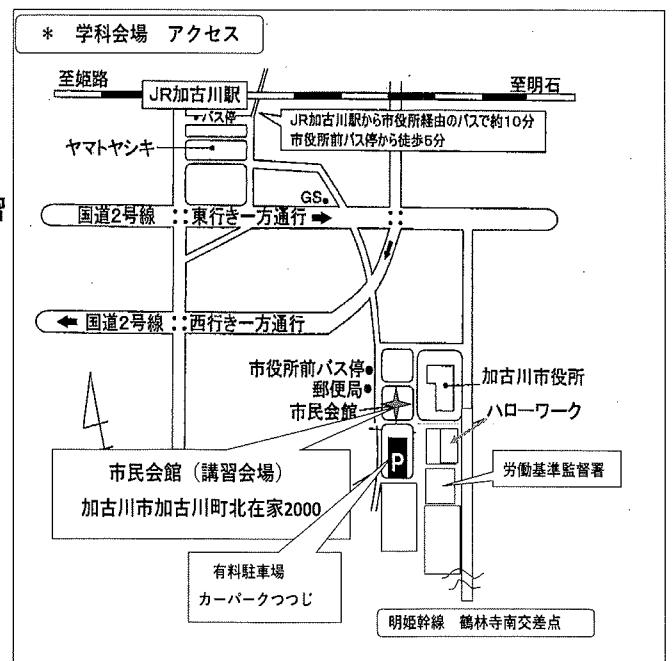 * 学科会場 アクセス
至姫路
JR加古川駅
至明石
バス停
JR加古川駅から市役所経由のバスで約10分
市役所前バス停から徒歩5分
ヤマトヤシキ
GS
国道2号線
東行き一方通行
国道2号線
西行き一方通行
市役所前バス停
郵便局
市民会館
加古川市役所
ハローワーク
市民会館(講習会場)
加古川市加古川町北在家2000
P
労働基準監督署
有料駐車場
カーパークつつじ
明姫幹線 鶴林寺南交差点